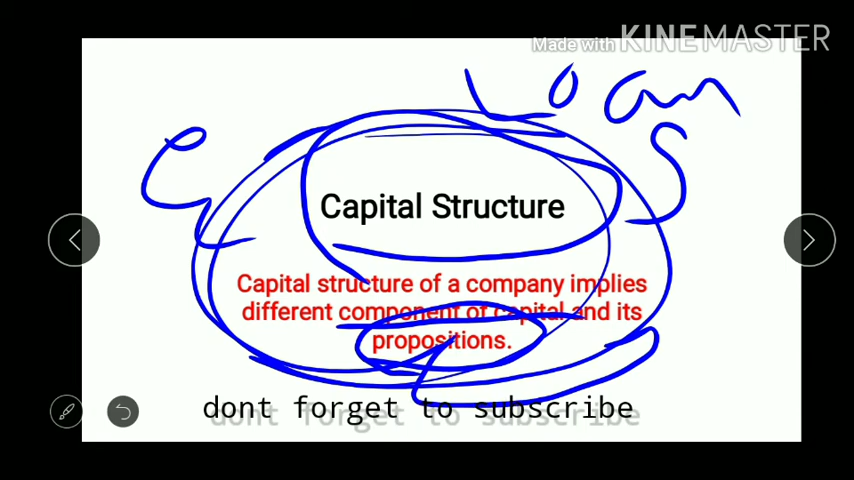 Made with KINEMASTER
Loan
S
Capital Structure
Capital structure of a company implies
different component of capital and its
propositions.
dont forget to subscribe